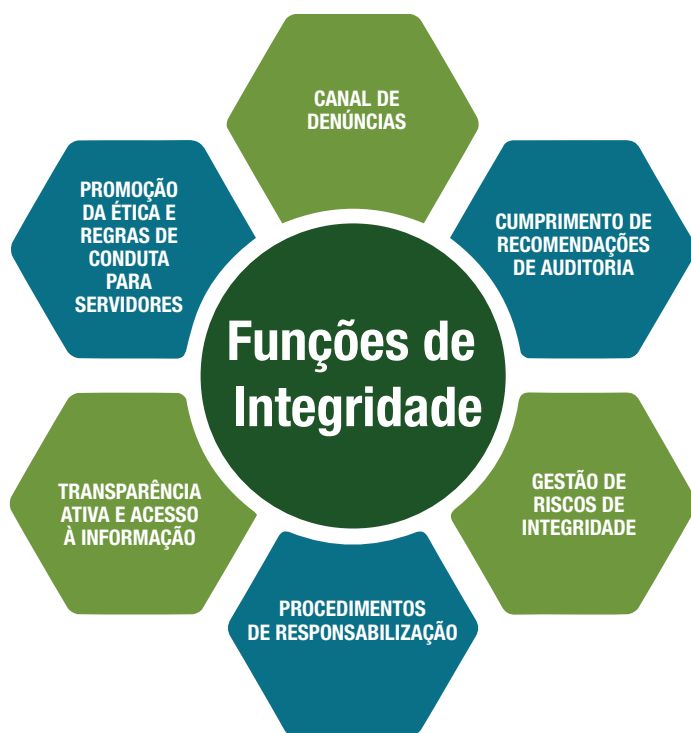 CANAL DE
DENÚNCIAS
PROMOÇÃO
DA ÉTICA E
REGRAS DE
CONDUTA
PARA
SERVIDORES
CUMPRIMENTO DE
RECOMENDAÇÕES
DE AUDITORIA
Funções de
Integridade
TRANSPARÊNCIA
ATIVA E ACESSO
À INFORMAÇÃO
GESTÃO DE
RISCOS DE
INTEGRIDADE
PROCEDIMENTOS
DE RESPONSABILIZAÇÃO